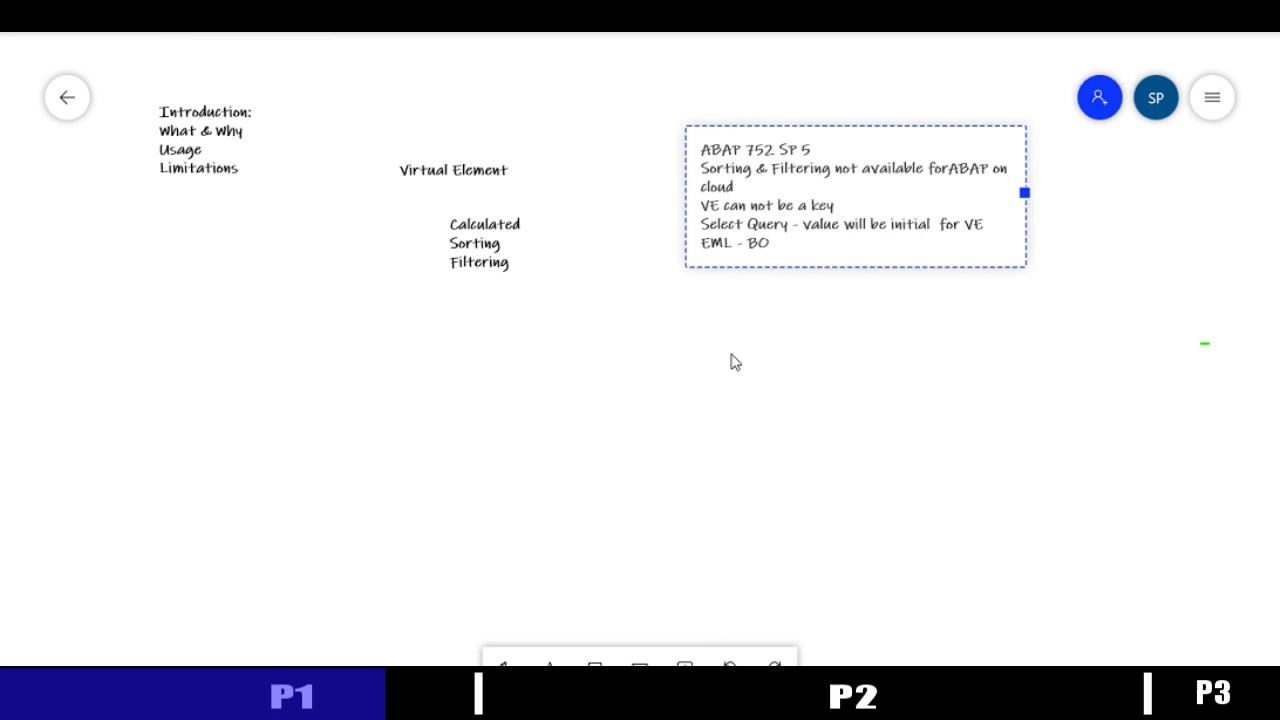 Introduction:
What & Why
Usage
Limitations
Virtual Element
Calculated
Sorting
Filtering
ABAP 752 SP 5
Sorting & Filtering not available forABAP on
cloud
VE can not be a key
Select Query - value will be initial for VE
EML - BO
SP
P1
P2
P3